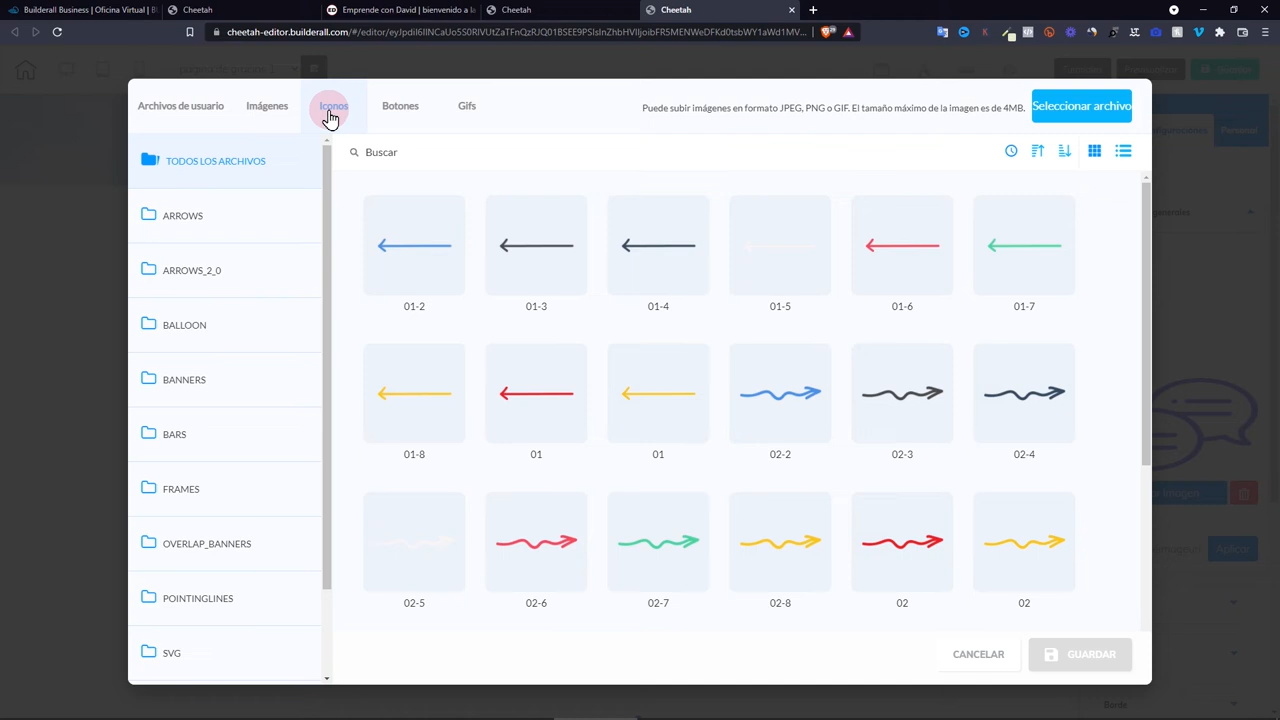 Builderall Business | Oficina Virtual | B
Cheetah
Emprende con David | bienvenido a la
Cheetah
Cheetah
cheetah-editor.builderall.com/#/editor/
Archivos de usuario
Imágenes
Iconos
Botones
Gifs
Puede subir imágenes en formato JPEG, PNG o GIF. El tamaño máximo de la imagen es de 4MB.
Seleccionar archivo
TODOS LOS ARCHIVOS
Buscar
ARROWS
ARROWS_2_0
BALLOON
BANNERS
BARS
FRAMES
OVERLAP_BANNERS
POINTINGLINES
SVG
01-2
01-3
01-4
01-5
01-6
01-7
01-8
01
01
02-2
02-3
02-4
02-5
02-6
02-7
02-8
02
02
CANCELAR
GUARDAR
Personal
Imagen
Aplicar